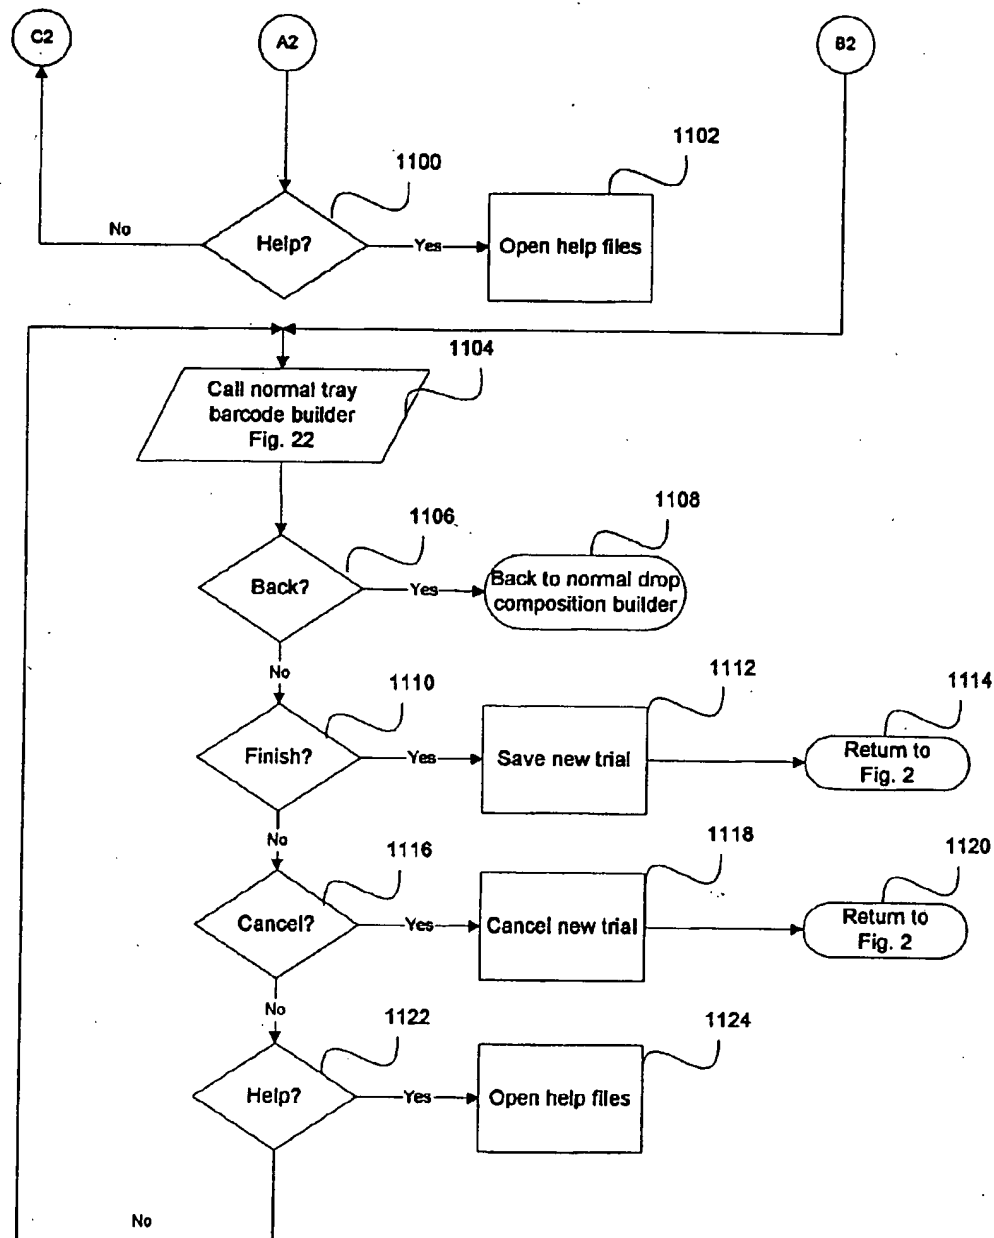 C2
A2
B2
1100
1102
No
Help?
Yes
Open help files
1104
Call normal tray
barcode builder
Fig. 22
1106
1108
Back?
Yes
Back to normal drop
composition builder
No
1110
1112
1114
Finish?
Yes
Save new trial
Return to
Fig. 2
No
1116
1118
1120
Cancel?
Yes
Cancel new trial
Return to
Fig. 2
No
1122
1124
Help?
Yes
Open help files
No